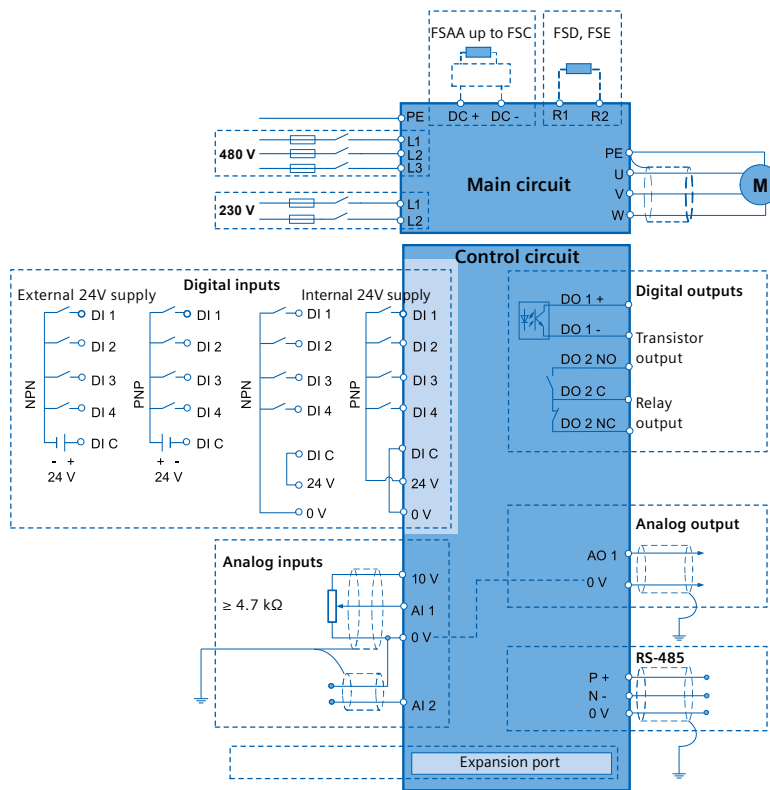 FSAA up to FSC
FSD, FSE
DC + DC -
R1 R2
PE
480 V
L1
L2
L3
230 V
L1
L2
Main circuit
PE
U
V
W
M
Control circuit
Digital inputs
External 24V supply
Internal 24V supply
NPN
DI 1
DI 2
DI 3
DI 4
DI C
- +
24 V
PNP
DI 1
DI 2
DI 3
DI 4
DI C
+ -
24 V
NPN
DI 1
DI 2
DI 3
DI 4
DI C
24 V
0 V
PNP
DI 1
DI 2
DI 3
DI 4
DI C
24 V
0 V
Digital outputs
DO 1 +
DO 1 -
Transistor
output
DO 2 NO
DO 2 C
DO 2 NC
Relay
output
Analog inputs
≥ 4.7 kΩ
10 V
AI 1
0 V
AI 2
Analog output
AO 1
0 V
RS-485
P +
N -
0 V
Expansion port